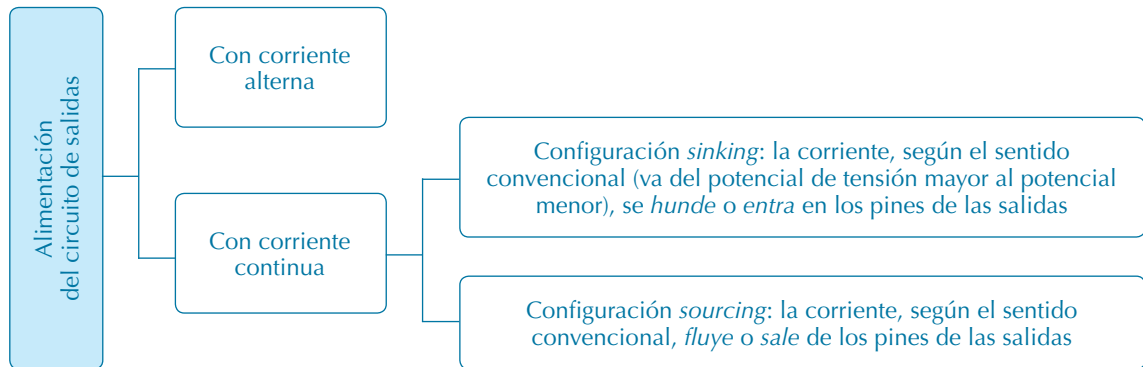 Alimentación
del circuito de salidas
Con corriente
alterna
Con corriente
continua
Configuración sinking: la corriente, según el sentido
convencional (va del potencial de tensión mayor al potencial
menor), se hunde o entra en los pines de las salidas
Configuración sourcing: la corriente, según el sentido
convencional, fluye o sale de los pines de las salidas